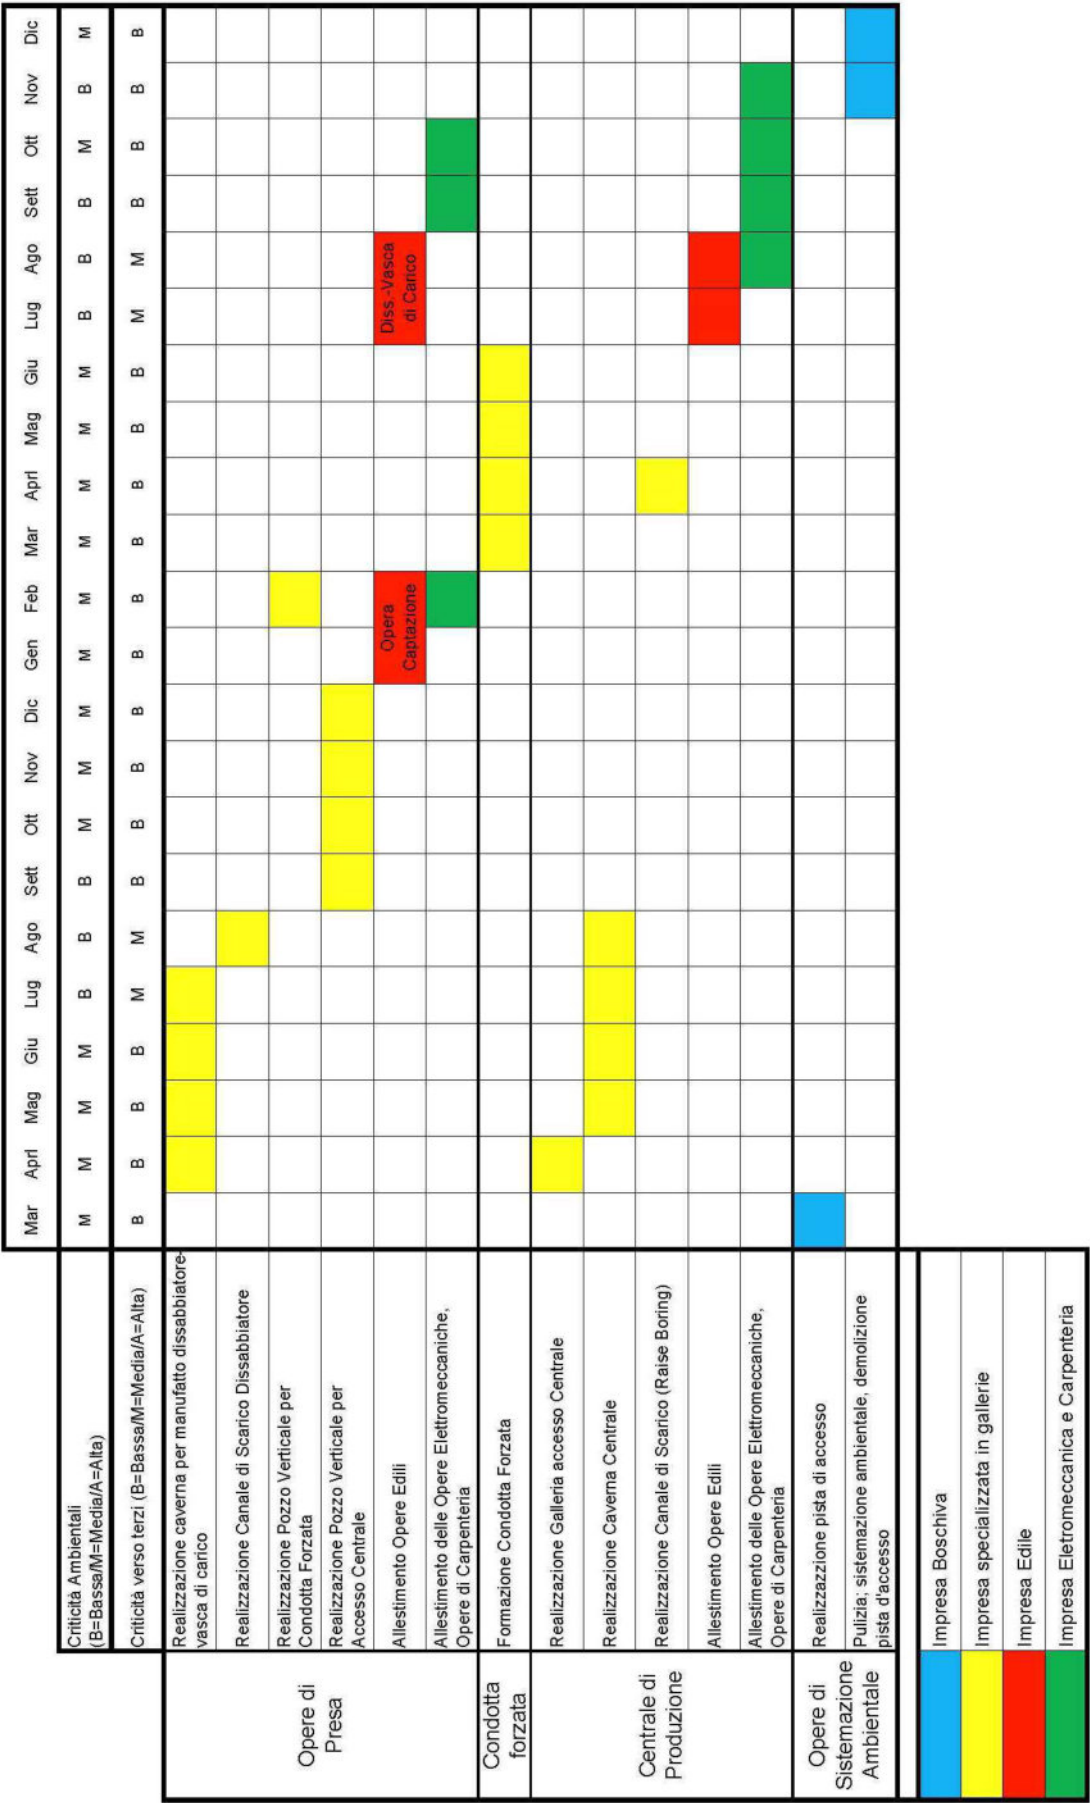 Mar Aprl Mag Giu Lug Ago Sett Ott Nov Dic Gen Feb Mar Aprl Mag Giu Lug Ago Sett Ott Nov Dic
Criticità Ambientali
(B=Bassa/M=Media/A=Alta)
M M M M B B B M M M M M M M M M B B B M B M
Criticità verso terzi (B=Bassa/M=Media/A=Alta)
B B B B M M B B B B B B B B B B M M B B B B
Opere di
Presa
Realizzazione caverna per manufatto dissabbiatore-
vasca di carico
Realizzazione Canale di Scarico Dissabbiatore
Realizzazione Pozzo Verticale per
Condotta Forzata
Realizzazione Pozzo Verticale per
Accesso Centrale
Allestimento Opere Edili
Opera
Captazione
Diss.-Vasca
di Carico
Allestimento delle Opere Elettromeccaniche,
Opere di Carpenteria
Condotta
forzata
Formazione Condotta Forzata
Centrale di
Produzione
Realizzazione Galleria accesso Centrale
Realizzazione Caverna Centrale
Realizzazione Canale di Scarico (Raise Boring)
Allestimento Opere Edili
Allestimento delle Opere Elettromeccaniche,
Opere di Carpenteria
Opere di
Sistemazione
Ambientale
Realizzazzione pista di accesso
Pulizia; sistemazione ambientale, demolizione
pista d'accesso
Impresa Boschiva
Impresa specializzata in gallerie
Impresa Edile
Impresa Eletromeccanica e Carpenteria